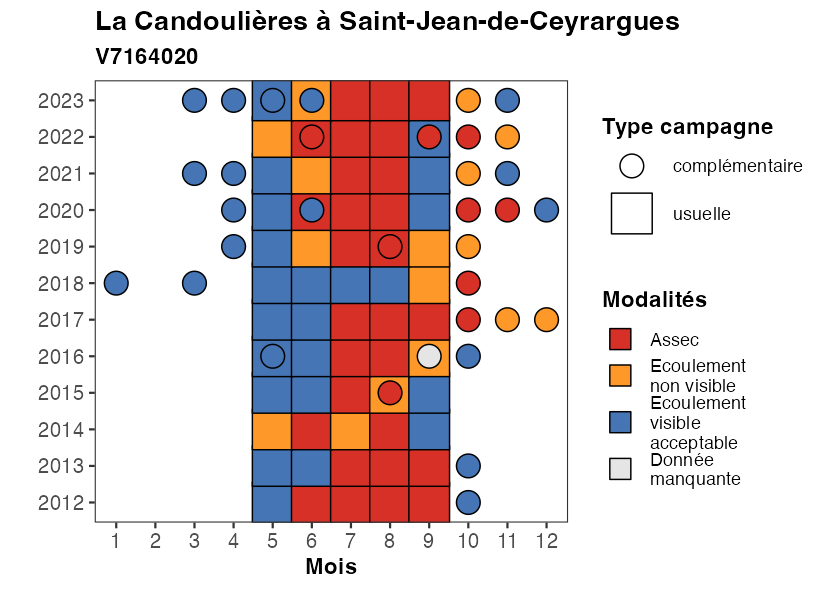 La Candoulières à Saint-Jean-de-Ceyrargues
V7164020
2023
2022
2021
2020
2019
2018
2017
2016
2015
2014
2013
2012
1 2 3 4 5 6 7 8 9 10 11 12
Mois
Type campagne
complémentaire
usuelle
Modalités
Assec
Ecoulement
non visible
Ecoulement
visible
acceptable
Donnée
manquante